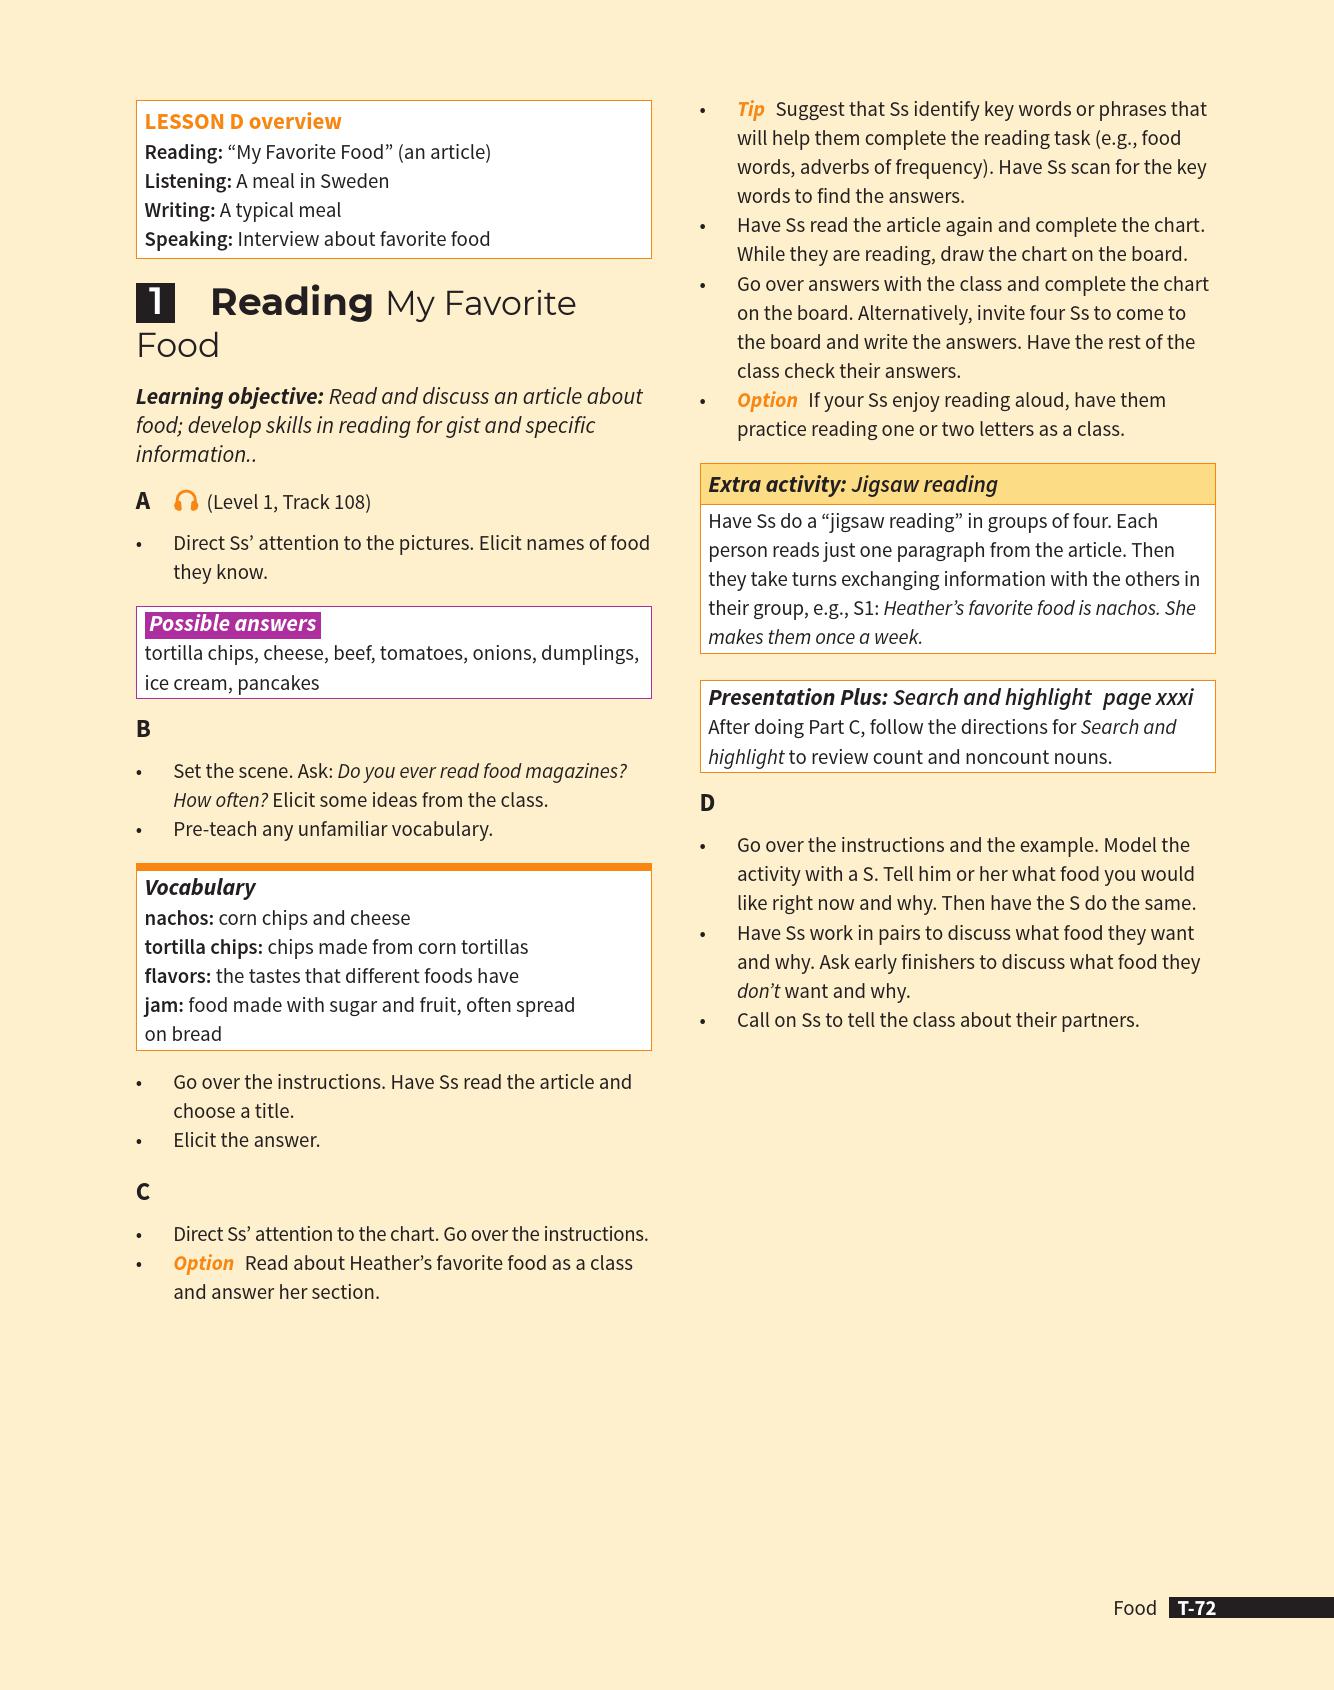 LESSON D overview
Reading: “My Favorite Food” (an article)
Listening: A meal in Sweden
Writing: A typical meal
Speaking: Interview about favorite food
1 Reading My Favorite
Food
Learning objective: Read and discuss an article about
food; develop skills in reading for gist and specific
information..
A (Level 1, Track 108)
• Direct Ss’ attention to the pictures. Elicit names of food
they know.
Possible answers
tortilla chips, cheese, beef, tomatoes, onions, dumplings,
ice cream, pancakes
B
• Set the scene. Ask: Do you ever read food magazines?
How often? Elicit some ideas from the class.
• Pre-teach any unfamiliar vocabulary.
Vocabulary
nachos: corn chips and cheese
tortilla chips: chips made from corn tortillas
flavors: the tastes that different foods have
jam: food made with sugar and fruit, often spread
on bread
• Go over the instructions. Have Ss read the article and
choose a title.
• Elicit the answer.
C
• Direct Ss’ attention to the chart. Go over the instructions.
• Option Read about Heather’s favorite food as a class
and answer her section.
• Tip Suggest that Ss identify key words or phrases that
will help them complete the reading task (e.g., food
words, adverbs of frequency). Have Ss scan for the key
words to find the answers.
• Have Ss read the article again and complete the chart.
While they are reading, draw the chart on the board.
• Go over answers with the class and complete the chart
on the board. Alternatively, invite four Ss to come to
the board and write the answers. Have the rest of the
class check their answers.
• Option If your Ss enjoy reading aloud, have them
practice reading one or two letters as a class.
Extra activity: Jigsaw reading
Have Ss do a “jigsaw reading” in groups of four. Each
person reads just one paragraph from the article. Then
they take turns exchanging information with the others in
their group, e.g., S1: Heather’s favorite food is nachos. She
makes them once a week.
Presentation Plus: Search and highlight page xxxi
After doing Part C, follow the directions for Search and
highlight to review count and noncount nouns.
D
• Go over the instructions and the example. Model the
activity with a S. Tell him or her what food you would
like right now and why. Then have the S do the same.
• Have Ss work in pairs to discuss what food they want
and why. Ask early finishers to discuss what food they
don’t want and why.
• Call on Ss to tell the class about their partners.
Food T-72